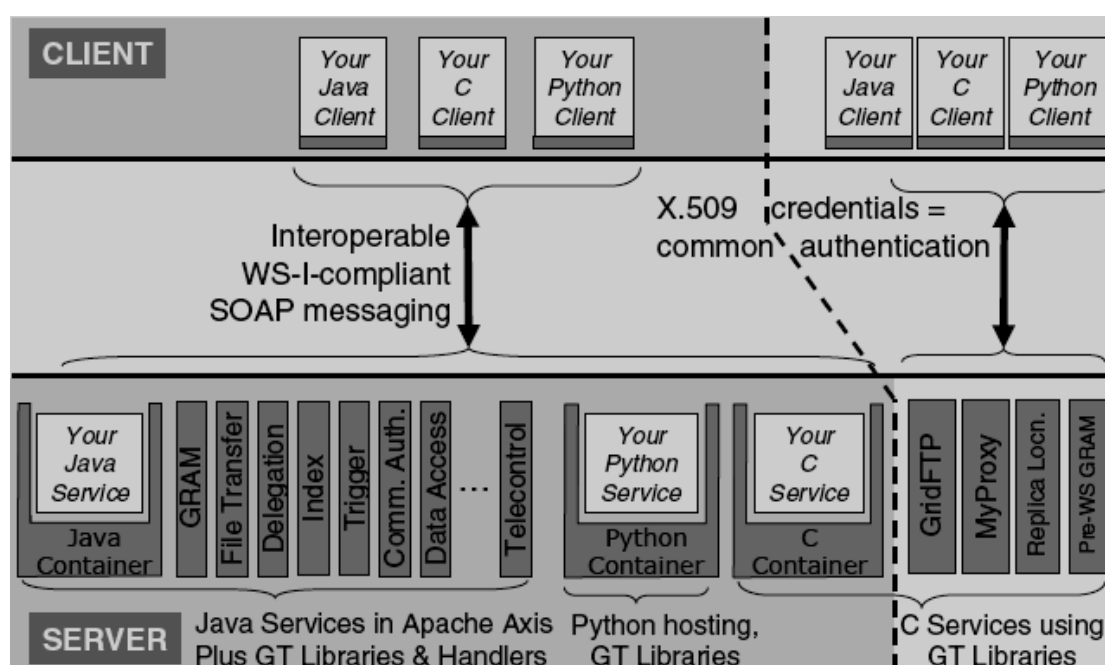 CLIENT
Your
Java
Client
Your
C
Client
Your
Python
Client
Your
Java
Client
Your
C
Client
Your
Python
Client
Interoperable
WS-I-compliant
SOAP messaging
X.509 credentials =
common authentication
Your
Java
Service
Java
Container
GRAM
File Transfer
Delegation
Index
Trigger
Comm. Auth.
Data Access
...
Telecontrol
Your
Python
Service
Python
Container
Your
C
Service
C
Container
GridFTP
MyProxy
Replica Locn.
Pre-WS GRAM
SERVER
Java Services in Apache Axis
Plus GT Libraries & Handlers
Python hosting,
GT Libraries
C Services using
GT Libraries